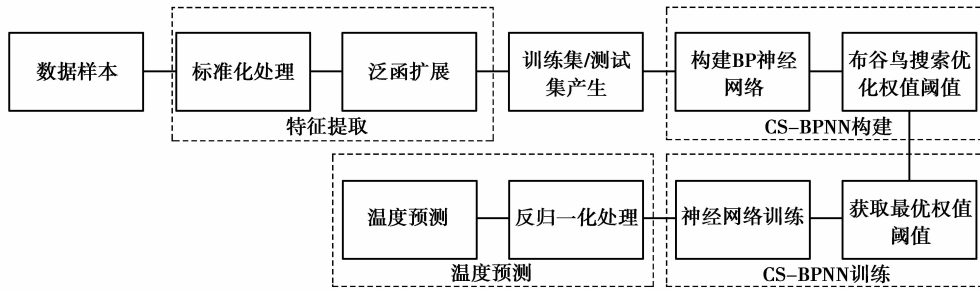 数据样本
标准化处理
泛函扩展
特征提取
训练集/测试
集产生
构建BP神经
网络
布谷鸟搜索优
化权值阈值
CS-BPNN构建
温度预测
反归一化处理
温度预测
神经网络训练
获取最优权值
阈值
CS-BPNN训练